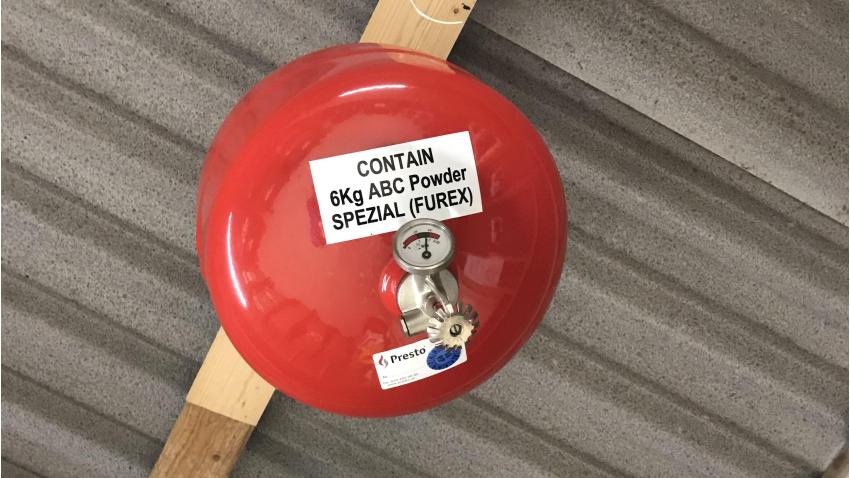 CONTAIN
6Kg ABC Powder
SPEZIAL (FUREX)
Presto